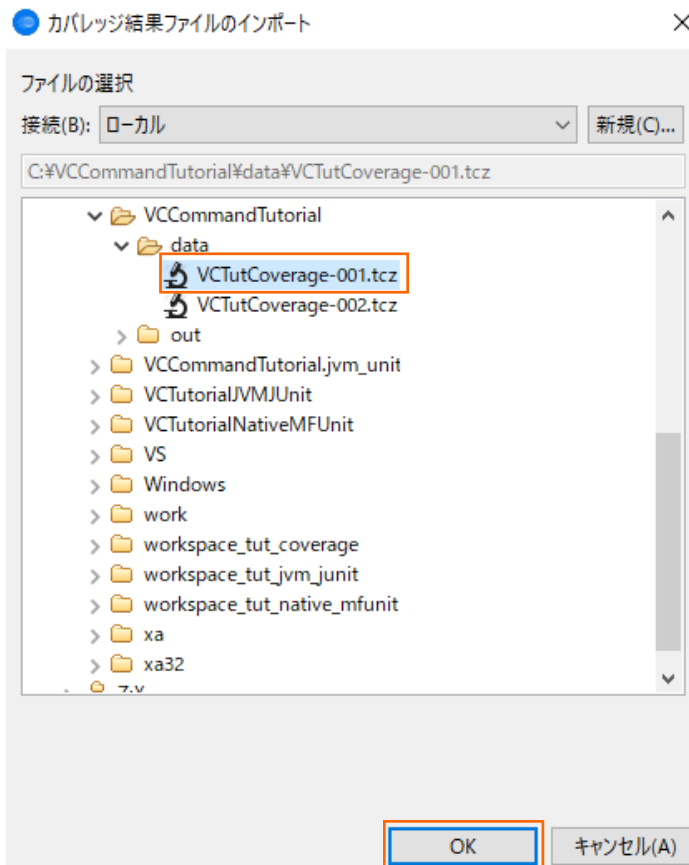 カバレッジ結果ファイルのインポート
ファイルの選択
接続(B): ローカル 新規(C)...
C:¥VCCommandTutorial¥data¥VCTutCoverage-001.tcz
VCCommandTutorial
data
VCTutCoverage-001.tcz
VCTutCoverage-002.tcz
out
VCCommandTutorial.jvm_unit
VCTutorialJVMJUnit
VCTutorialNativeMFUnit
VS
Windows
work
workspace_tut_coverage
workspace_tut_jvm_junit
workspace_tut_native_mfunit
xa
xa32
OK キャンセル(A)